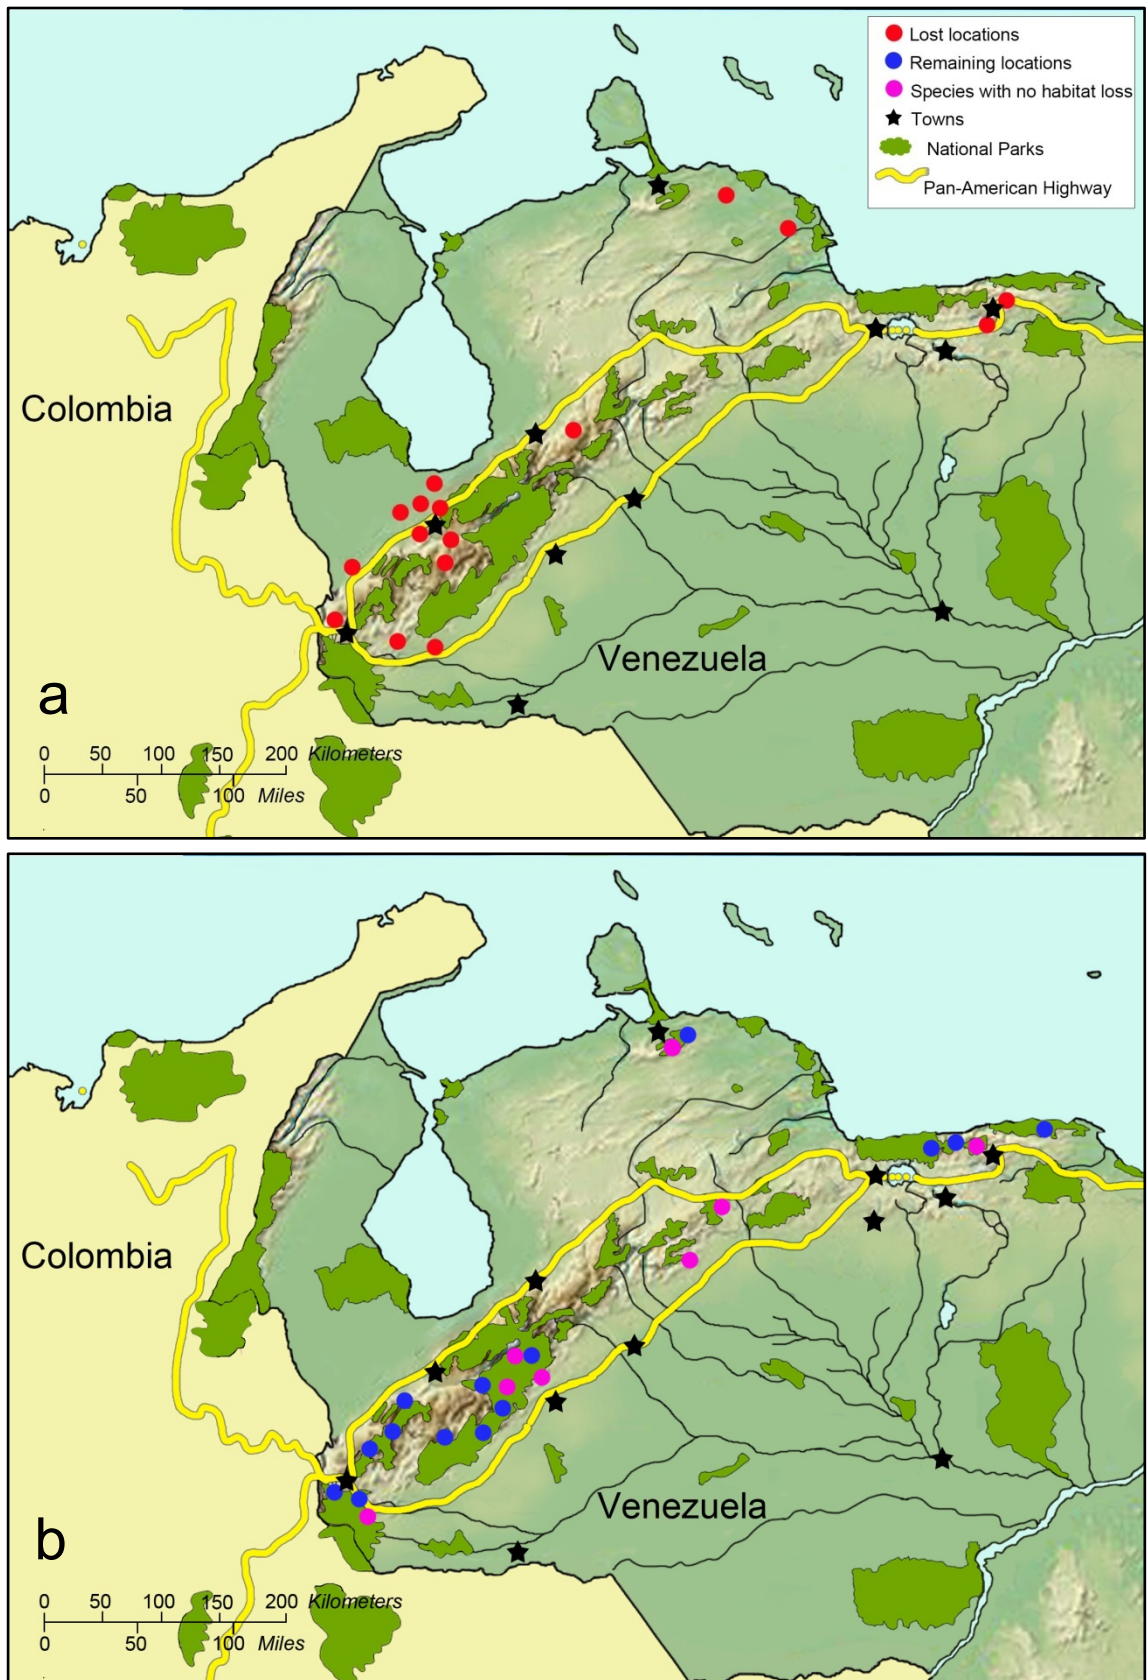 Lost locations
Remaining locations
Species with no habitat loss
Towns
National Parks
Pan-American Highway
Colombia
Venezuela
a
0 50 100 150 200 Kilometers
0 50 100 Miles
Colombia
Venezuela
b
0 50 100 150 200 Kilometers
0 50 100 Miles